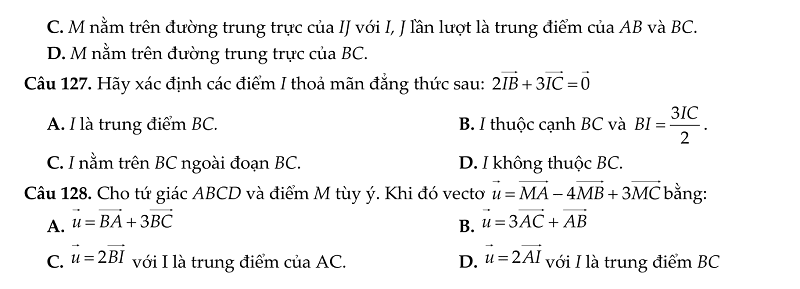 C. M nằm trên đường trung trực của IJ với I, J lần lượt là trung điểm của AB và BC.
D. M nằm trên đường trung trực của BC.
Câu 127. Hãy xác định các điểm I thoả mãn đẳng thức sau: $2\overrightarrow{IB}+3\overrightarrow{IC}=\vec{0}$
A. I là trung điểm BC. B. I thuộc cạnh BC và $BI=\dfrac{3IC}{2}$.
C. I nằm trên BC ngoài đoạn BC. D. I không thuộc BC.
Câu 128. Cho tứ giác ABCD và điểm M tùy ý. Khi đó vectơ $\vec{u}=\overrightarrow{MA}-4\overrightarrow{MB}+3\overrightarrow{MC}$ bằng:
A. $\vec{u}=\overrightarrow{BA}+3\overrightarrow{BC}$ B. $\vec{u}=3\overrightarrow{AC}+\overrightarrow{AB}$
C. $\vec{u}=2\overrightarrow{BI}$ với I là trung điểm của AC. D. $\vec{u}=2\overrightarrow{AI}$ với I là trung điểm BC